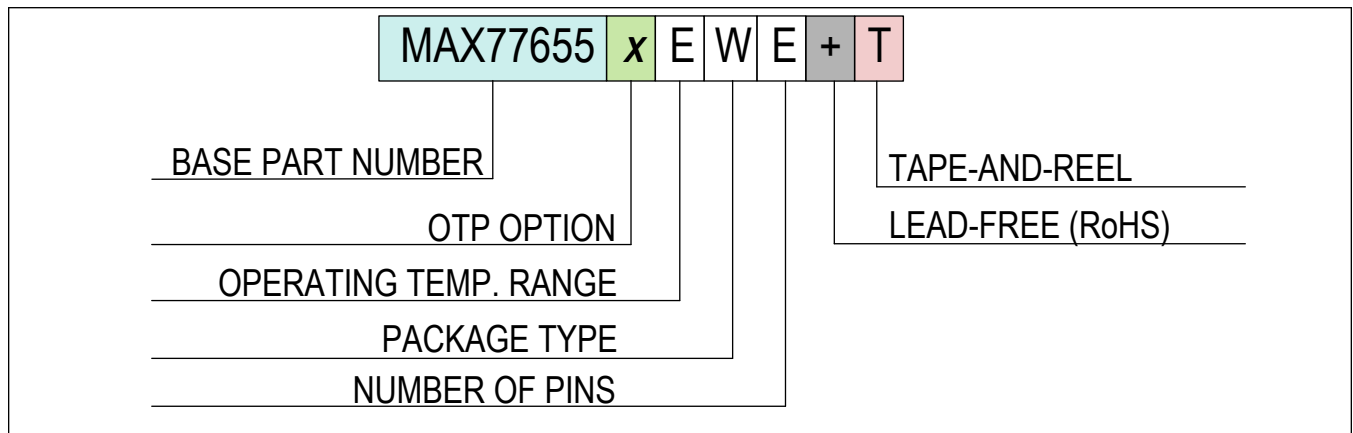 MAX77655 x E W E + T
BASE PART NUMBER
TAPE-AND-REEL
OTP OPTION
LEAD-FREE (RoHS)
OPERATING TEMP. RANGE
PACKAGE TYPE
NUMBER OF PINS